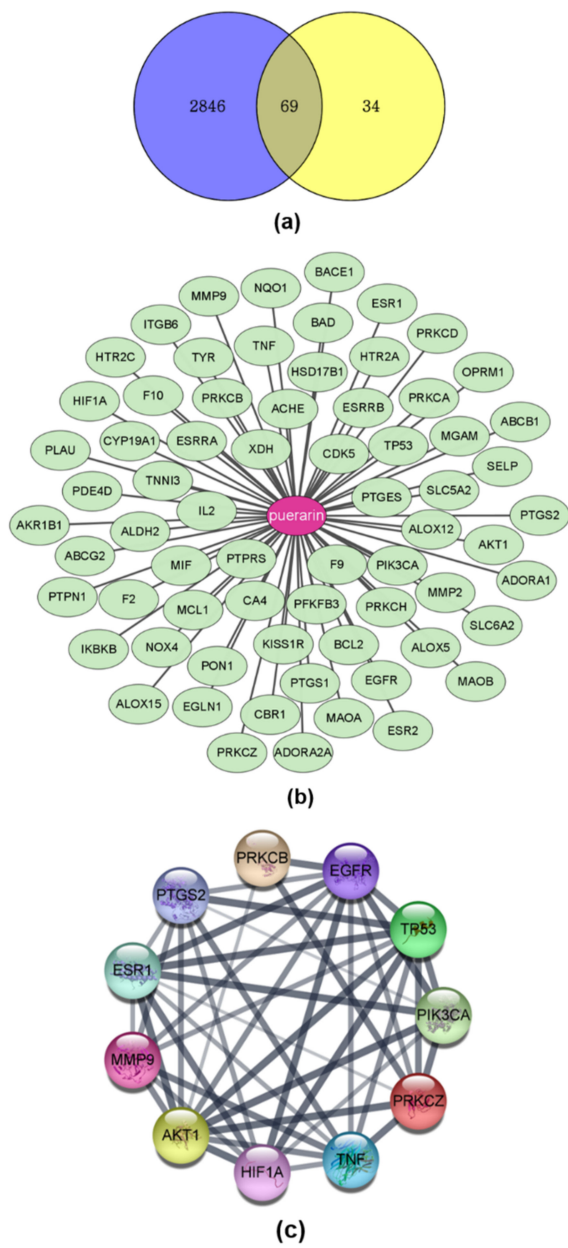 2846 69 34
(a)
BACE1
NQO1
MMP9
ESR1
ITGB6
BAD
PRKCD
TNF
TYR
HTR2A
HTR2C
HSD17B1
OPRM1
F10
PRKCB
PRKCA
HIF1A
ACHE
ESRRB
ABCB1
CYP19A1
ESRRA
TP53
MGAM
PLAU
XDH
CDK5
SELP
TNNI3
PDE4D
PTGES
SLC5A2
IL2
puerarin
PTGS2
AKR1B1
ALDH2
ALOX12
AKT1
ABCG2
MIF
PTPRS
F9
PIK3CA
ADORA1
PTPN1
F2
CA4
PFKFB3
MMP2
MCL1
PRKCH
SLC6A2
IKBKB
NOX4
KISS1R
BCL2
ALOX5
PON1
PTGS1
EGFR
MAOB
ALOX15
EGLN1
CBR1
MAOA
ESR2
PRKCZ
ADORA2A
(b)
PRKCB
EGFR
PTGS2
TP53
ESR1
PIK3CA
MMP9
PRKCZ
AKT1
TNF
HIF1A
(c)